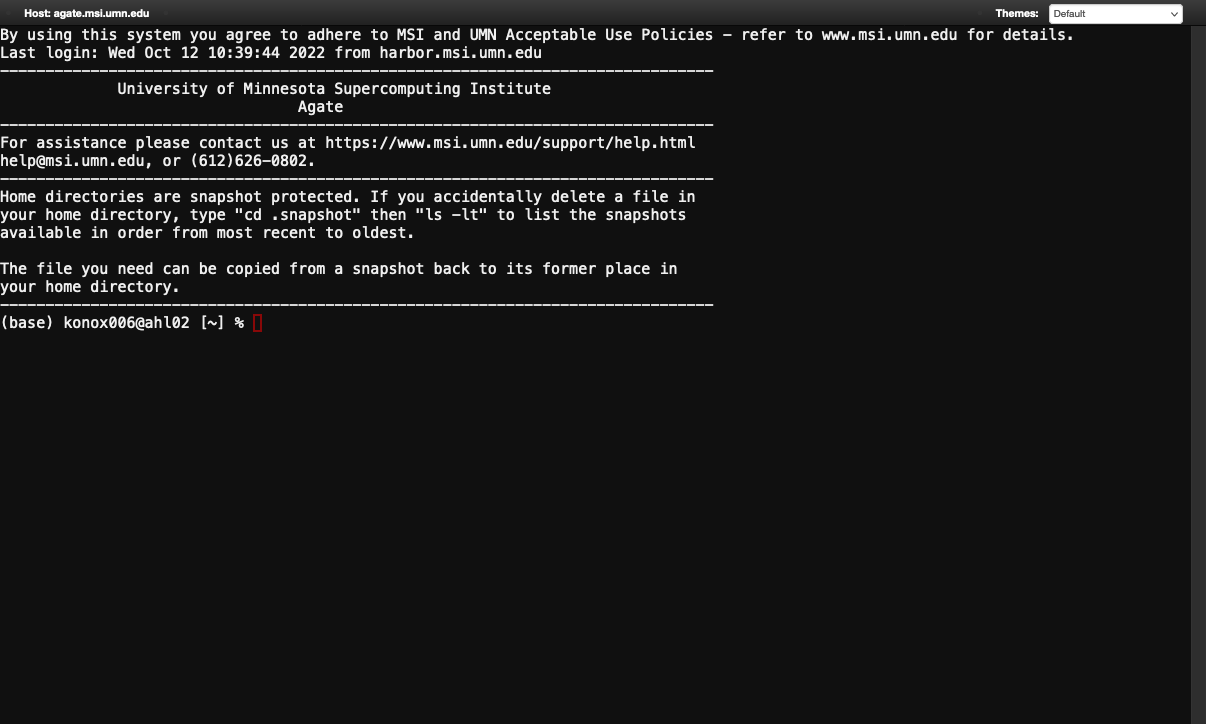 Host: agate.msi.umn.edu Themes: Default
By using this system you agree to adhere to MSI and UMN Acceptable Use Policies - refer to www.msi.umn.edu for details.
Last login: Wed Oct 12 10:39:44 2022 from harbor.msi.umn.edu
-------------------------------------------------------------------------------
University of Minnesota Supercomputing Institute
Agate
-------------------------------------------------------------------------------
For assistance please contact us at https://www.msi.umn.edu/support/help.html
help@msi.umn.edu, or (612)626-0802.
-------------------------------------------------------------------------------
Home directories are snapshot protected. If you accidentally delete a file in
your home directory, type "cd .snapshot" then "ls -lt" to list the snapshots
available in order from most recent to oldest.
The file you need can be copied from a snapshot back to its former place in
your home directory.
-------------------------------------------------------------------------------
(base) konox006@ahl02 [~] %